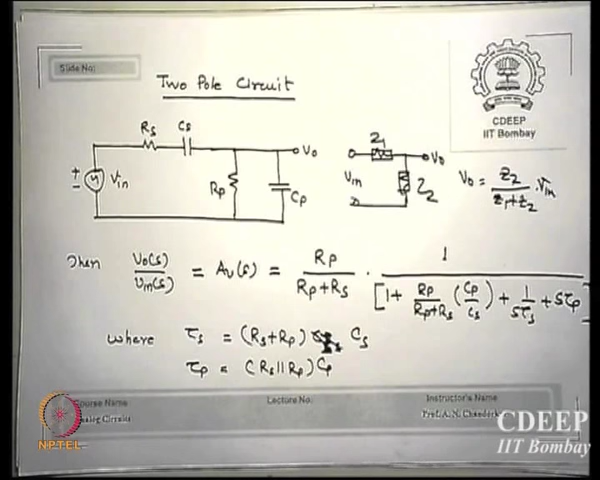 Slide No:
Two Pole Circuit
CDEEP
IIT Bombay
Rs Cs
Vo
+
-
Vin
Rp
Cp
Z1
Vo
Vin
Z2
Vo = Z2/(Z1+Z2) . Vin
Then Vo(s)/Vin(s) = Av(s) = Rp/(Rp+Rs) . 1/[1 + Rp/(Rp+Rs) (Cp/Cs) + 1/(sτs) + sτp]
where τs = (Rs+Rp) Cs
τp = (Rs||Rp) Cp
Course Name
Lecture No:
Instructor's Name
Analog Circuits
Prof. A. N. Chandorkar
NPTEL
CDEEP
IIT Bombay